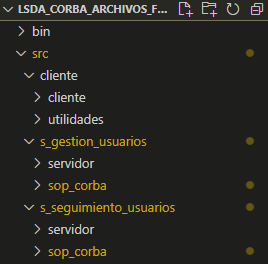 LSDA_CORBA_ARCHIVOS_F...
bin
src
cliente
cliente
utilidades
s_gestion_usuarios
servidor
sop_corba
s_seguimiento_usuarios
servidor
sop_corba